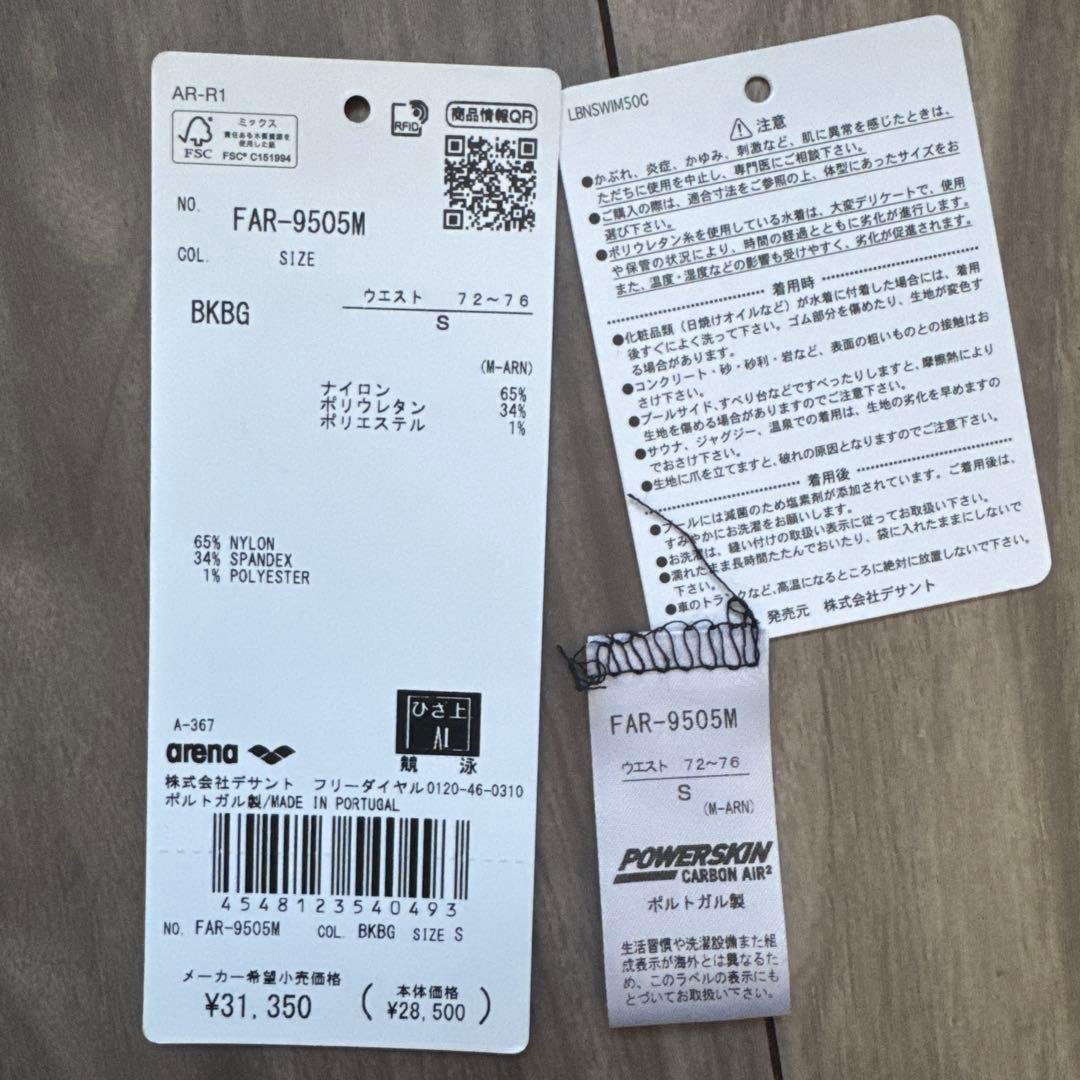 AR-R1
FSC
ミックス
責任ある木質資源を
使用した紙
FSC® C151994
RFID
商品情報QR
NO. FAR-9505M
COL. SIZE
BKBG
ウエスト 72～76
S
(M-ARN)
ナイロン 65%
ポリウレタン 34%
ポリエステル 1%
65% NYLON
34% SPANDEX
1% POLYESTER
ひざ上
AI
競 泳
A-367
arena
株式会社デサント フリーダイヤル0120-46-0310
ポルトガル製/MADE IN PORTUGAL
4548123540493
NO. FAR-9505M COL. BKBG SIZE S
メーカー希望小売価格
¥31,350
(本体価格
¥28,500)
LBNSWIM50C
注意
●かぶれ、炎症、かゆみ、刺激など、肌に異常を感じたときは、
ただちに使用を中止し、専門医にご相談下さい。
●ご購入の際は、適合寸法をご参照の上、体型にあったサイズをお
選び下さい。
●ポリウレタン糸を使用している水着は、大変デリケートで、使用
や保管の状況により、時間の経過とともに劣化が進行します。
また、温度・湿度などの影響も受けやすく、劣化が促進されます。
着用時
●化粧品類（日焼けオイルなど）が水着に付着した場合には、着用
後すぐによく洗って下さい。ゴム部分を傷めたり、生地が変色す
る場合があります。
●コンクリート・砂・砂利・岩など、表面の粗いものとの接触はお
さけ下さい。
●プールサイド、すべり台などですべったりしますと、摩擦熱により
生地を傷める場合がありますのでご注意下さい。
●サウナ、ジャグジー、温泉での着用は、生地の劣化を早めますの
でおさけ下さい。
●生地に爪を立てますと、破れの原因となりますのでご注意下さい。
着用後
●プールには滅菌のため塩素剤が添加されています。ご着用後は、
すみやかにお洗濯をお願いします。
●お洗濯は、縫い付けの取扱い表示に従ってお取扱い下さい。
●濡れたまま長時間たたんでおいたり、袋に入れたままにしないで
下さい。
●車のトランクなど、高温になるところに絶対に放置しないで下さい。
発売元 株式会社デサント
FAR-9505M
ウエスト 72～76
S
(M-ARN)
POWERSKIN
CARBON AIR²
ポルトガル製
生活習慣や洗濯設備また組
成表示が海外とは異なるた
め、このラベルの表示にも
とづいてお取扱い下さい。